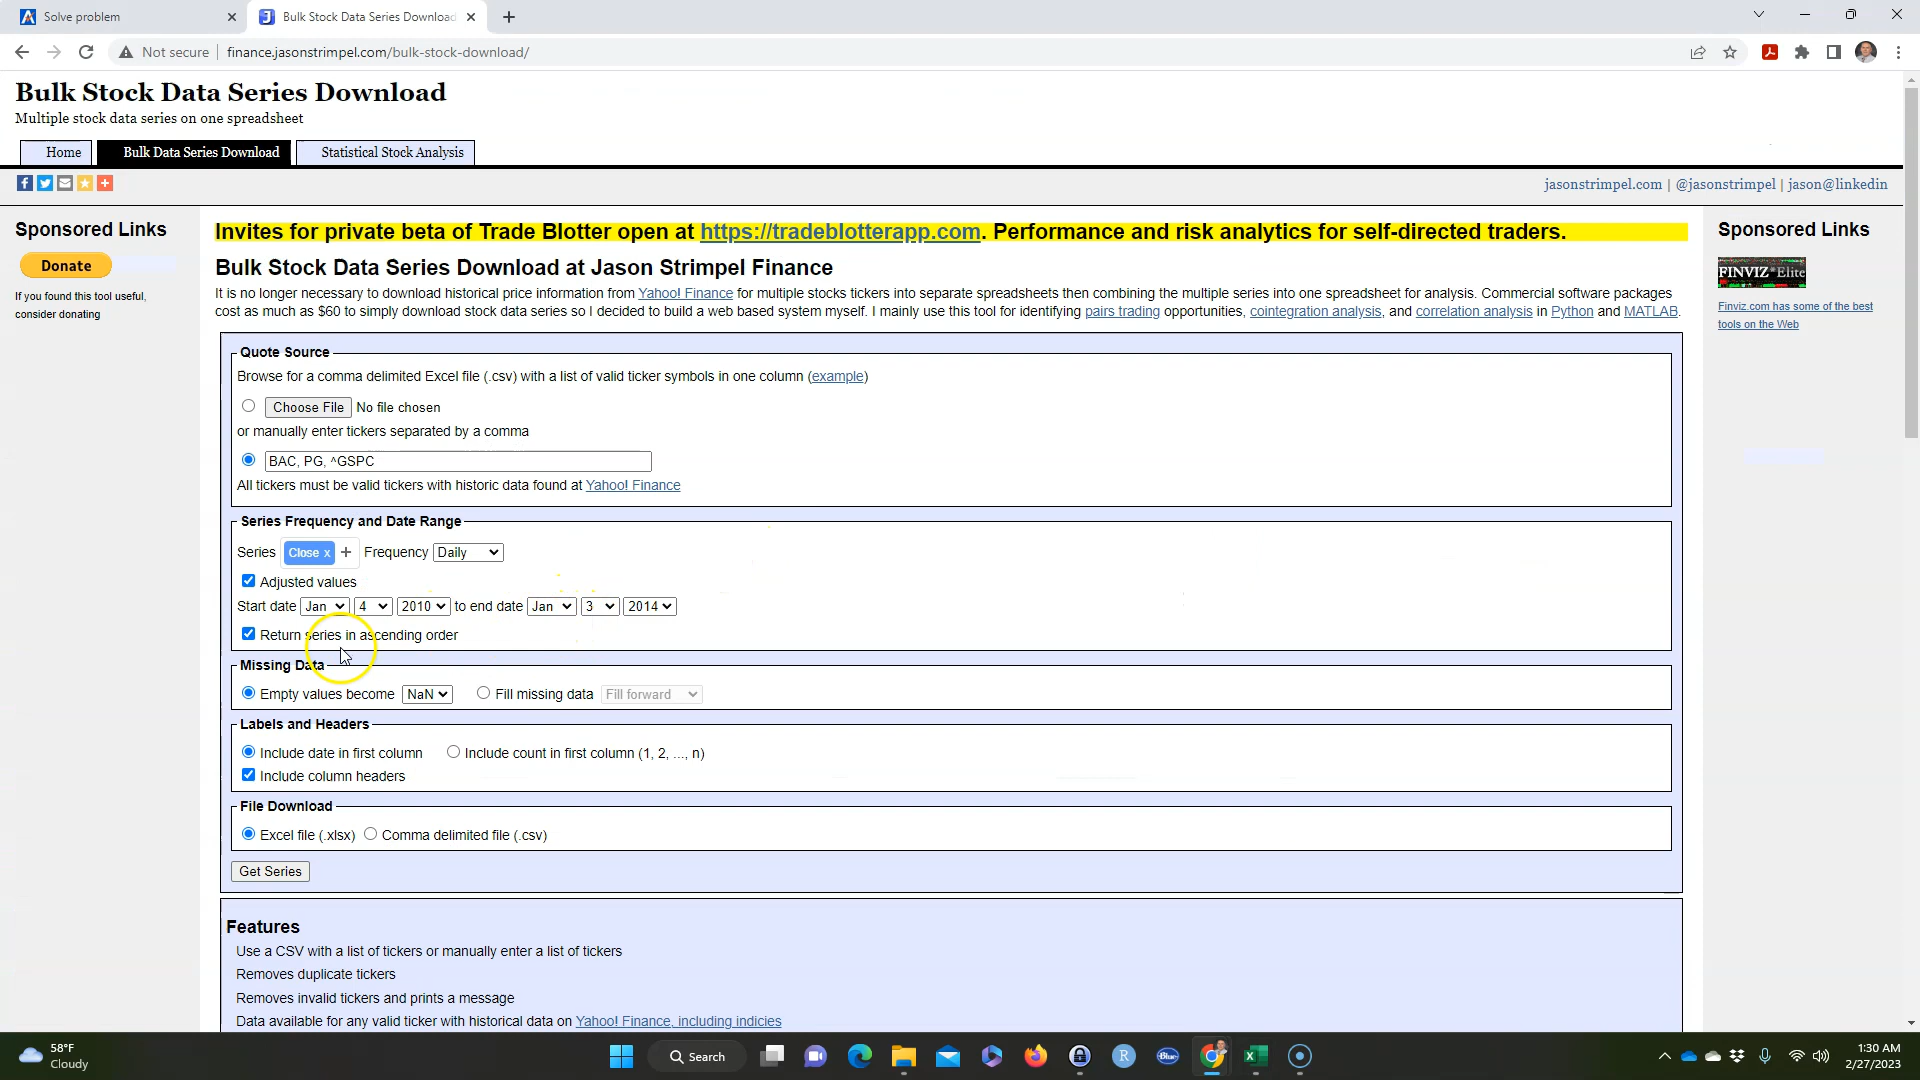 Solve problem
Bulk Stock Data Series Download
Not secure
finance.jasonstrimpel.com/bulk-stock-download/
Bulk Stock Data Series Download
Multiple stock data series on one spreadsheet
Home
Bulk Data Series Download
Statistical Stock Analysis
jasonstrimpel.com | @jasonstrimpel | jason@linkedin
Sponsored Links
Donate
If you found this tool useful,
consider donating
Invites for private beta of Trade Blotter open at https://tradeblotterapp.com. Performance and risk analytics for self-directed traders.
Bulk Stock Data Series Download at Jason Strimpel Finance
It is no longer necessary to download historical price information from Yahoo! Finance for multiple stocks tickers into separate spreadsheets then combining the multiple series into one spreadsheet for analysis. Commercial software packages
cost as much as $60 to simply download stock data series so I decided to build a web based system myself. I mainly use this tool for identifying pairs trading opportunities, cointegration analysis, and correlation analysis in Python and MATLAB.
Sponsored Links
FINVIZ Elite
Finviz.com has some of the best
tools on the Web
Quote Source
Browse for a comma delimited Excel file (.csv) with a list of valid ticker symbols in one column (example)
Choose File No file chosen
or manually enter tickers separated by a comma
BAC, PG, ^GSPC
All tickers must be valid tickers with historic data found at Yahoo! Finance
Series Frequency and Date Range
Series Close x + Frequency Daily
Adjusted values
Start date Jan 4 2010 to end date Jan 3 2014
Return series in ascending order
Missing Data
Empty values become NaN Fill missing data Fill forward
Labels and Headers
Include date in first column Include count in first column (1, 2, ..., n)
Include column headers
File Download
Excel file (.xlsx) Comma delimited file (.csv)
Get Series
Features
Use a CSV with a list of tickers or manually enter a list of tickers
Removes duplicate tickers
Removes invalid tickers and prints a message
Data available for any valid ticker with historical data on Yahoo! Finance, including indicies
58°F
Cloudy
Search
Blue
R
1:30 AM
2/27/2023